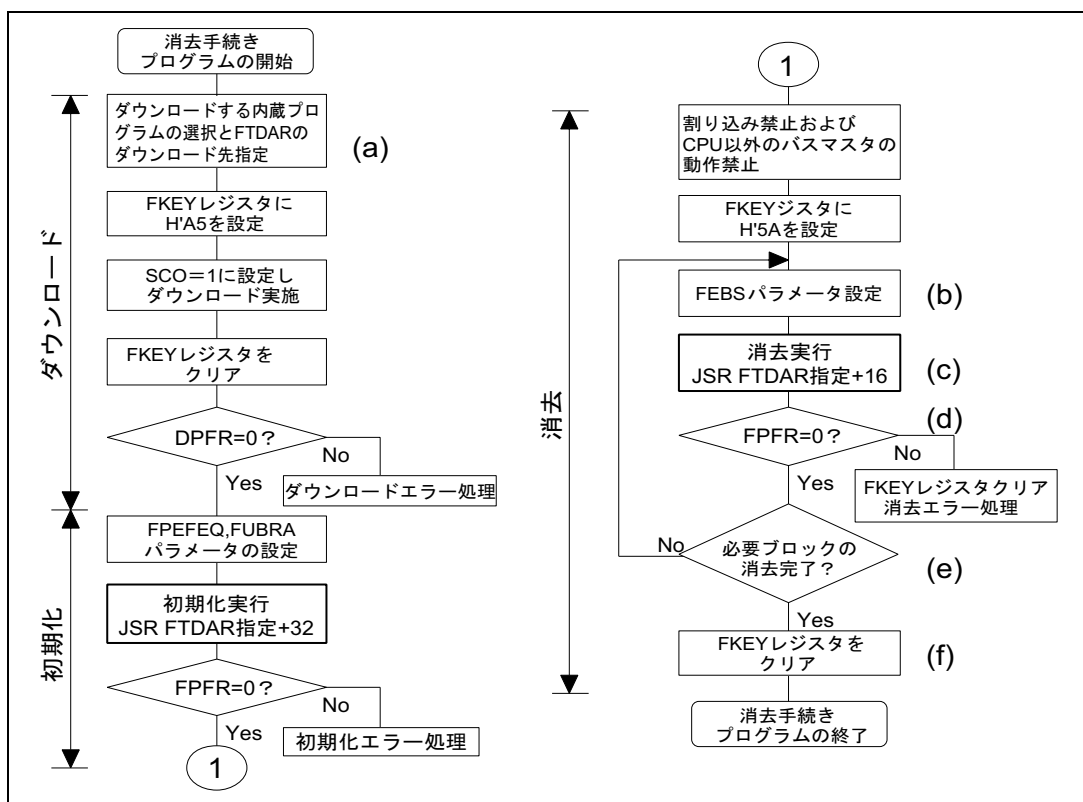 消去手続き
プログラムの開始
ダウンロードする内蔵プロ
グラムの選択とFTDARの
ダウンロード先指定
(a)
FKEYレジスタに
H'A5を設定
SCO＝1に設定し
ダウンロード実施
FKEYレジスタを
クリア
DPFR=0？
No
Yes
ダウンロードエラー処理
ダウンロード
FPEFEQ,FUBRA
パラメータの設定
初期化実行
JSR FTDAR指定+32
FPFR=0？
No
Yes
初期化エラー処理
初期化
1
1
割り込み禁止および
CPU以外のバスマスタの
動作禁止
FKEYジスタに
H'5Aを設定
FEBSパラメータ設定
(b)
消去実行
JSR FTDAR指定+16
(c)
(d)
FPFR=0？
No
Yes
FKEYレジスタクリア
消去エラー処理
No
必要ブロックの
消去完了？
(e)
Yes
FKEYレジスタを
クリア
(f)
消去
消去手続き
プログラムの終了